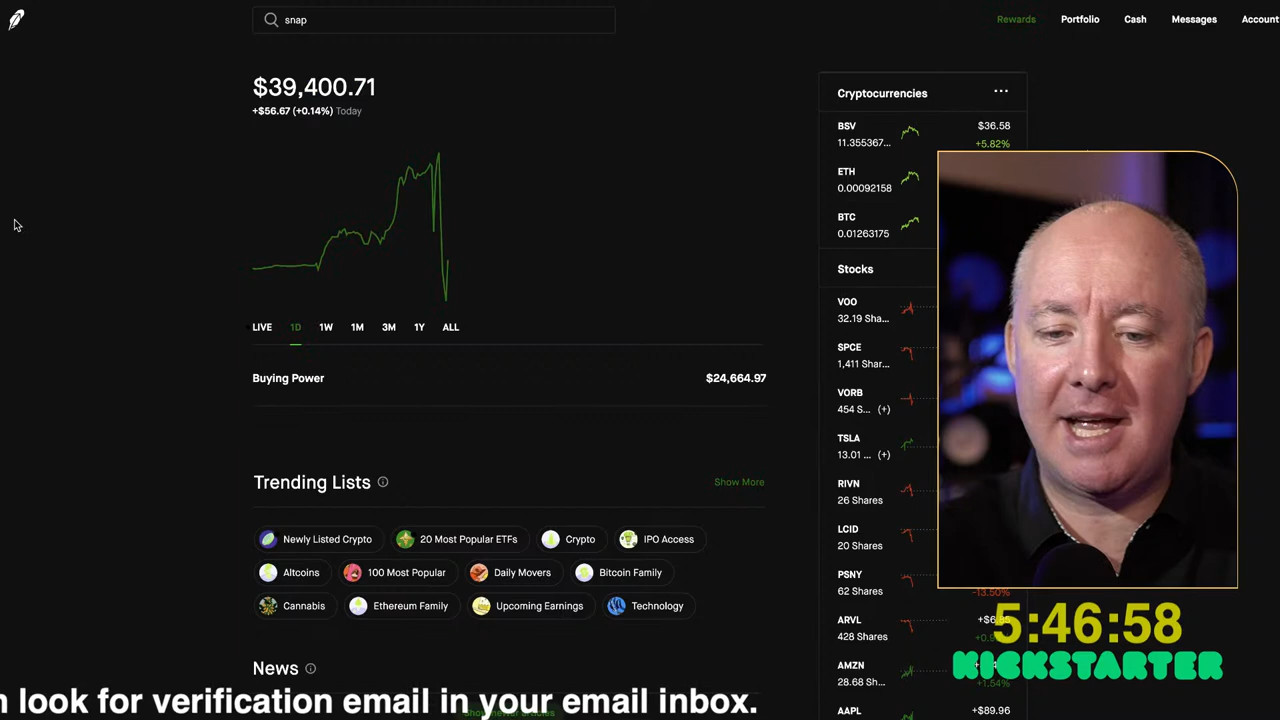 snap
Rewards
Portfolio
Cash
Messages
Account
$39,400.71
+$56.67 (+0.14%) Today
LIVE
1D
1W
1M
3M
1Y
ALL
Buying Power
$24,664.97
Trending Lists
Show More
Newly Listed Crypto
20 Most Popular ETFs
Crypto
IPO Access
Altcoins
100 Most Popular
Daily Movers
Bitcoin Family
Cannabis
Ethereum Family
Upcoming Earnings
Technology
News
look for verification email in your email inbox.
Cryptocurrencies
BSV
$36.58
11.355367...
+5.82%
ETH
0.00092158
BTC
0.01263175
Stocks
VOO
32.19 Sha...
SPCE
1,411 Shar...
VORB
454 S... (+)
TSLA
13.01 ... (+)
RIVN
26 Shares
LCID
20 Shares
PSNY
62 Shares
-13.50%
ARVL
428 Shares
AMZN
28.68 Sh...
+1.54%
AAPL
+$89.96
5:46:58
KICKSTARTER